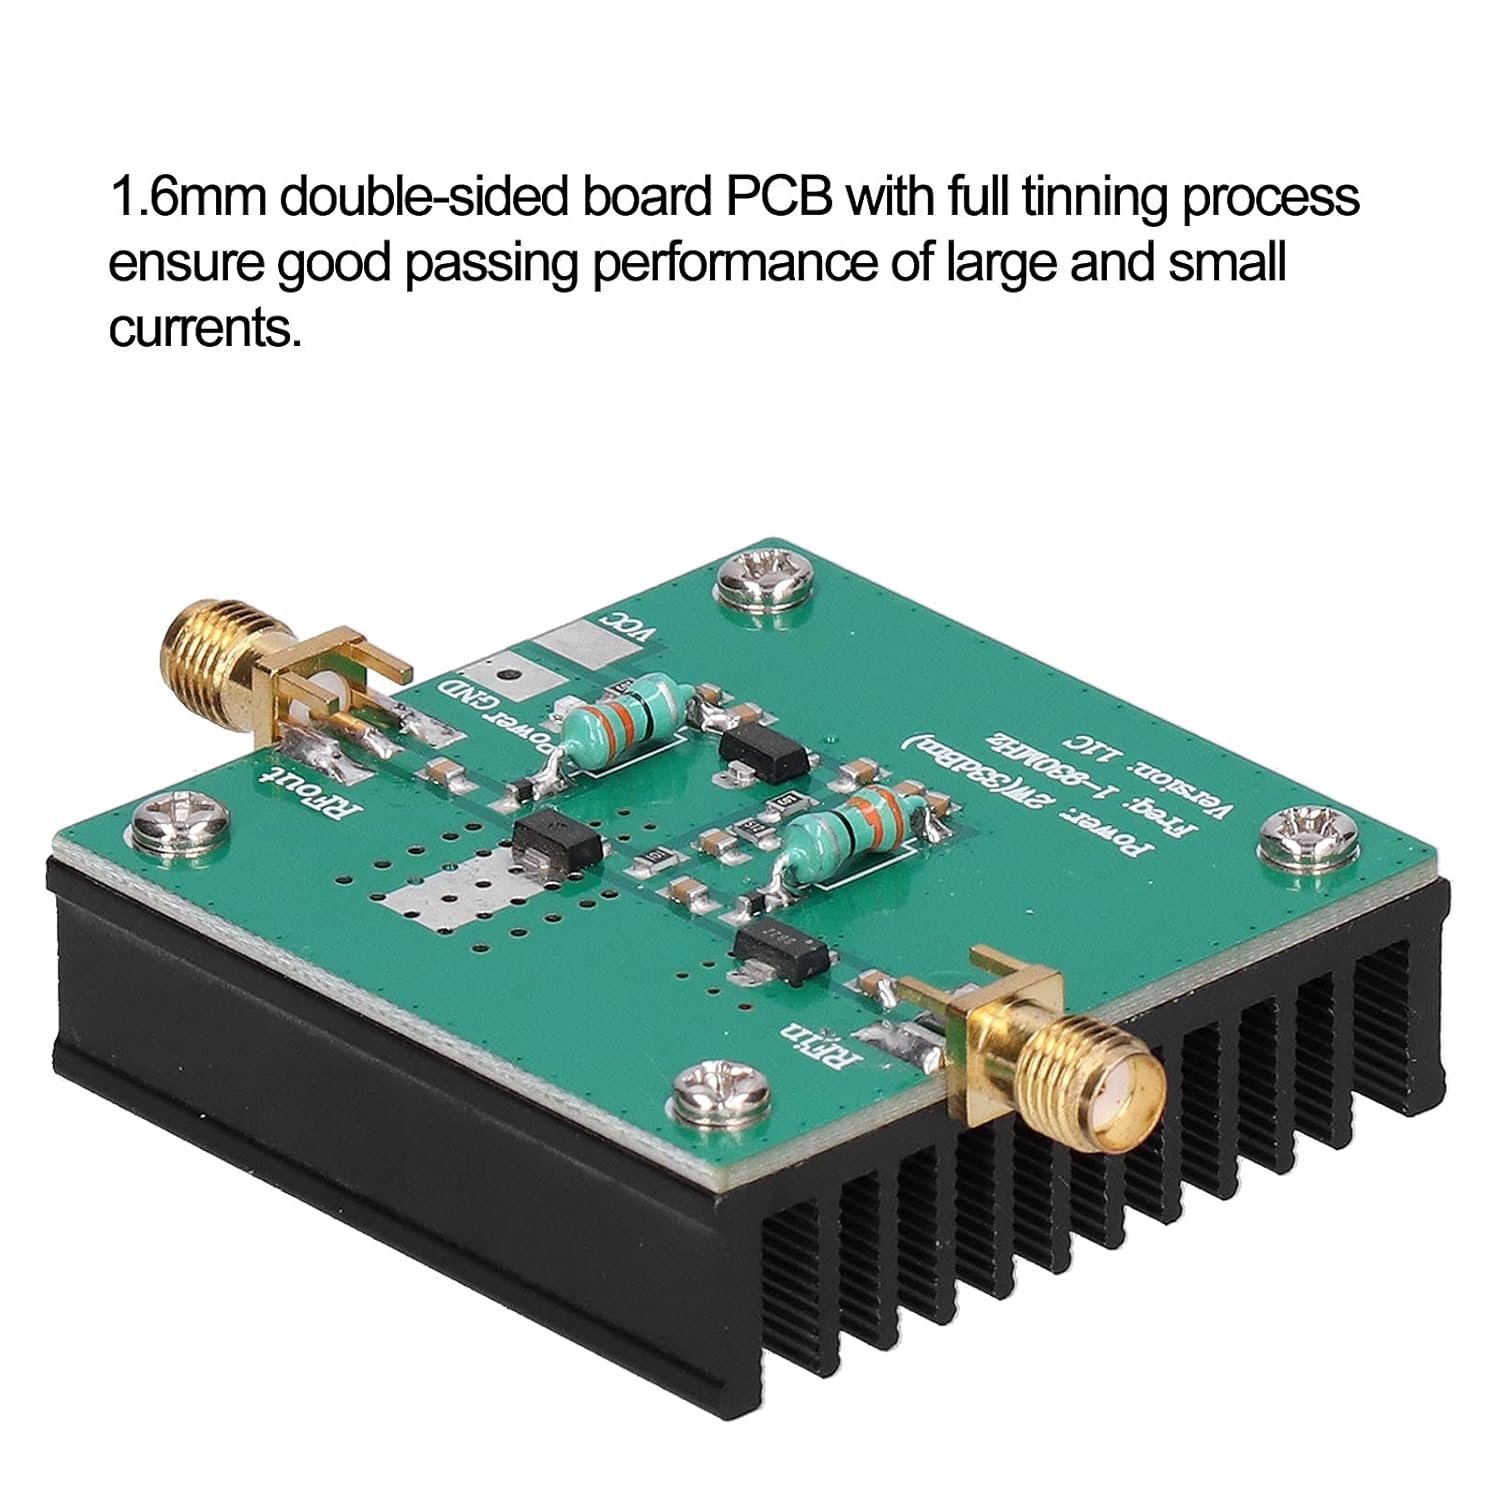 1.6mm double-sided board PCB with full tinning process
ensure good passing performance of large and small
currents.
VCC
Power GND
RFout
Power: 2W(33dBm)
Freq: 1-930MHz
Version: 1.1C
RFin